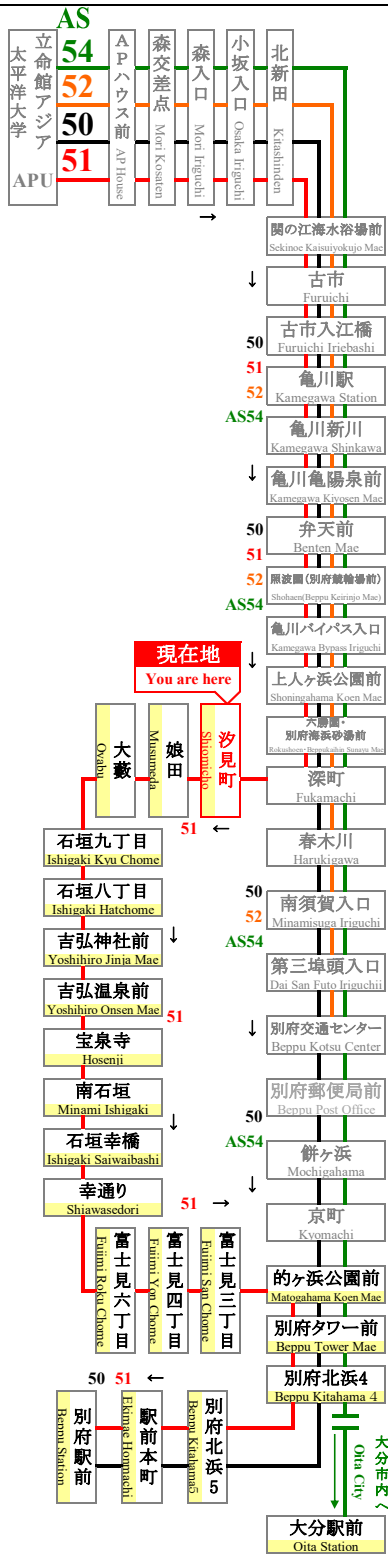 AS
54
52
50
51
立命館アジア
太平洋大学
APU
APハウス前
AP House
森交差点
Mori Kosaten
森入口
Mori Iriguchi
小坂入口
Osaka Iriguchi
北新田
Kitashinden
→
関の江海水浴場前
Sekinoe Kaisuiyokujo Mae
↓
古市
Furuichi
古市入江橋
Furuichi Iriebashi
50
51
52
AS54
亀川駅
Kamegawa Station
亀川新川
Kamegawa Shinkawa
↓
亀川亀陽泉前
Kamegawa Kiyosen Mae
50
51
52
AS54
弁天前
Benten Mae
照波園(別府競輪場前)
Shohaen(Beppu Keirinjo Mae)
亀川バイパス入口
Kamegawa Bypass Iriguchi
↓
上人ヶ浜公園前
Shoningahama Koen Mae
六勝園・
別府海浜砂湯前
Rokushoen・Beppukaihin Sunayu Mae
深町
Fukamachi
現在地
You are here
汐見町
Shiomicho
娘田
Musumeda
大藪
Oyabu
51 ←
石垣九丁目
Ishigaki Kyu Chome
石垣八丁目
Ishigaki Hatchome
吉弘神社前
Yoshihiro Jinja Mae
↓
吉弘温泉前
Yoshihiro Onsen Mae
51
宝泉寺
Hosenji
南石垣
Minami Ishigaki
↓
石垣幸橋
Ishigaki Saiwaibashi
幸通り
Shiawasedori
51 →
富士見六丁目
Fujimi Roku Chome
富士見四丁目
Fujimi Yon Chome
富士見三丁目
Fujimi San Chome
春木川
Harukigawa
50
52
AS54
南須賀入口
Minamisuga Iriguchi
第三埠頭入口
Dai San Futo Iriguchii
↓
別府交通センター
Beppu Kotsu Center
別府郵便局前
Beppu Post Office
50
AS54
餅ヶ浜
Mochigahama
↓
京町
Kyomachi
的ヶ浜公園前
Matogahama Koen Mae
別府タワー前
Beppu Tower Mae
別府北浜4
Beppu Kitahama 4
50 51 ←
別府北浜5
Beppu Kitahama5
駅前本町
Ekimae Honmachi
別府駅前
Beppu Station
大分市内へ
Oita City
大分駅前
Oita Station